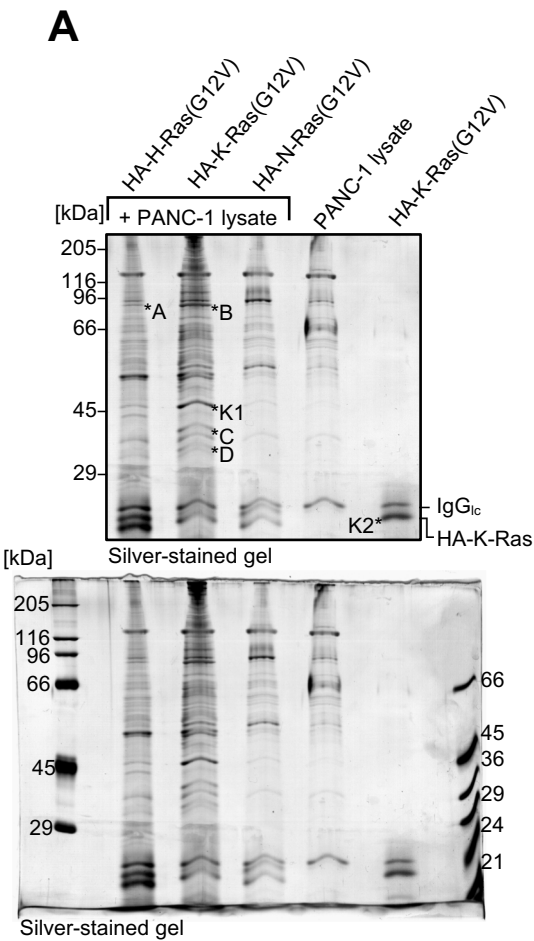 A
HA-H-Ras(G12V)
HA-K-Ras(G12V)
HA-N-Ras(G12V)
PANC-1 lysate
HA-K-Ras(G12V)
[kDa]
+ PANC-1 lysate
205
116
96
*A
*B
66
45
*K1
*C
*D
29
IgGlc
K2*
HA-K-Ras
[kDa]
Silver-stained gel
205
116
96
66
66
45
45
36
29
29
24
21
Silver-stained gel